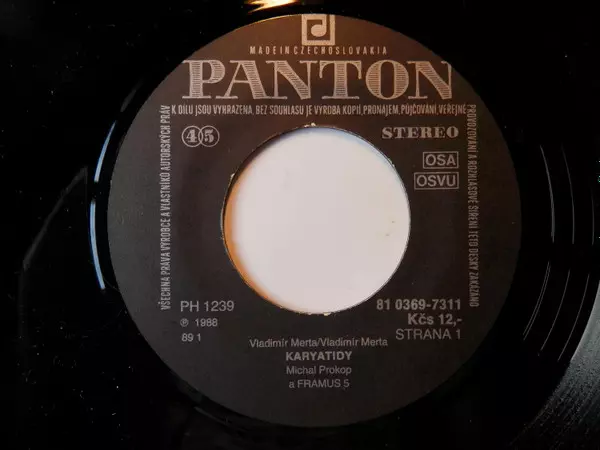 MADE IN CZECHOSLOVAKIA
PANTON
VŠECHNA PRÁVA VÝROBCE A VLASTNÍKŮ AUTORSKÝCH PRÁV
K DÍLU JSOU VYHRAZENA, BEZ SOUHLASU JE VÝROBA KOPIÍ, PRONÁJEM, PŮJČOVÁNÍ, VEŘEJNÉ
PROVOZOVÁNÍ A ROZHLASOVÉ ŠÍŘENÍ TÉTO DESKY ZAKÁZÁNO
45
STEREO
OSA
OSVU
PH 1239
81 0369-7311
℗ 1988
Kčs 12,-
89 1
STRANA 1
Vladimír Merta/Vladimír Merta
KARYATIDY
Michal Prokop
a FRAMUS 5